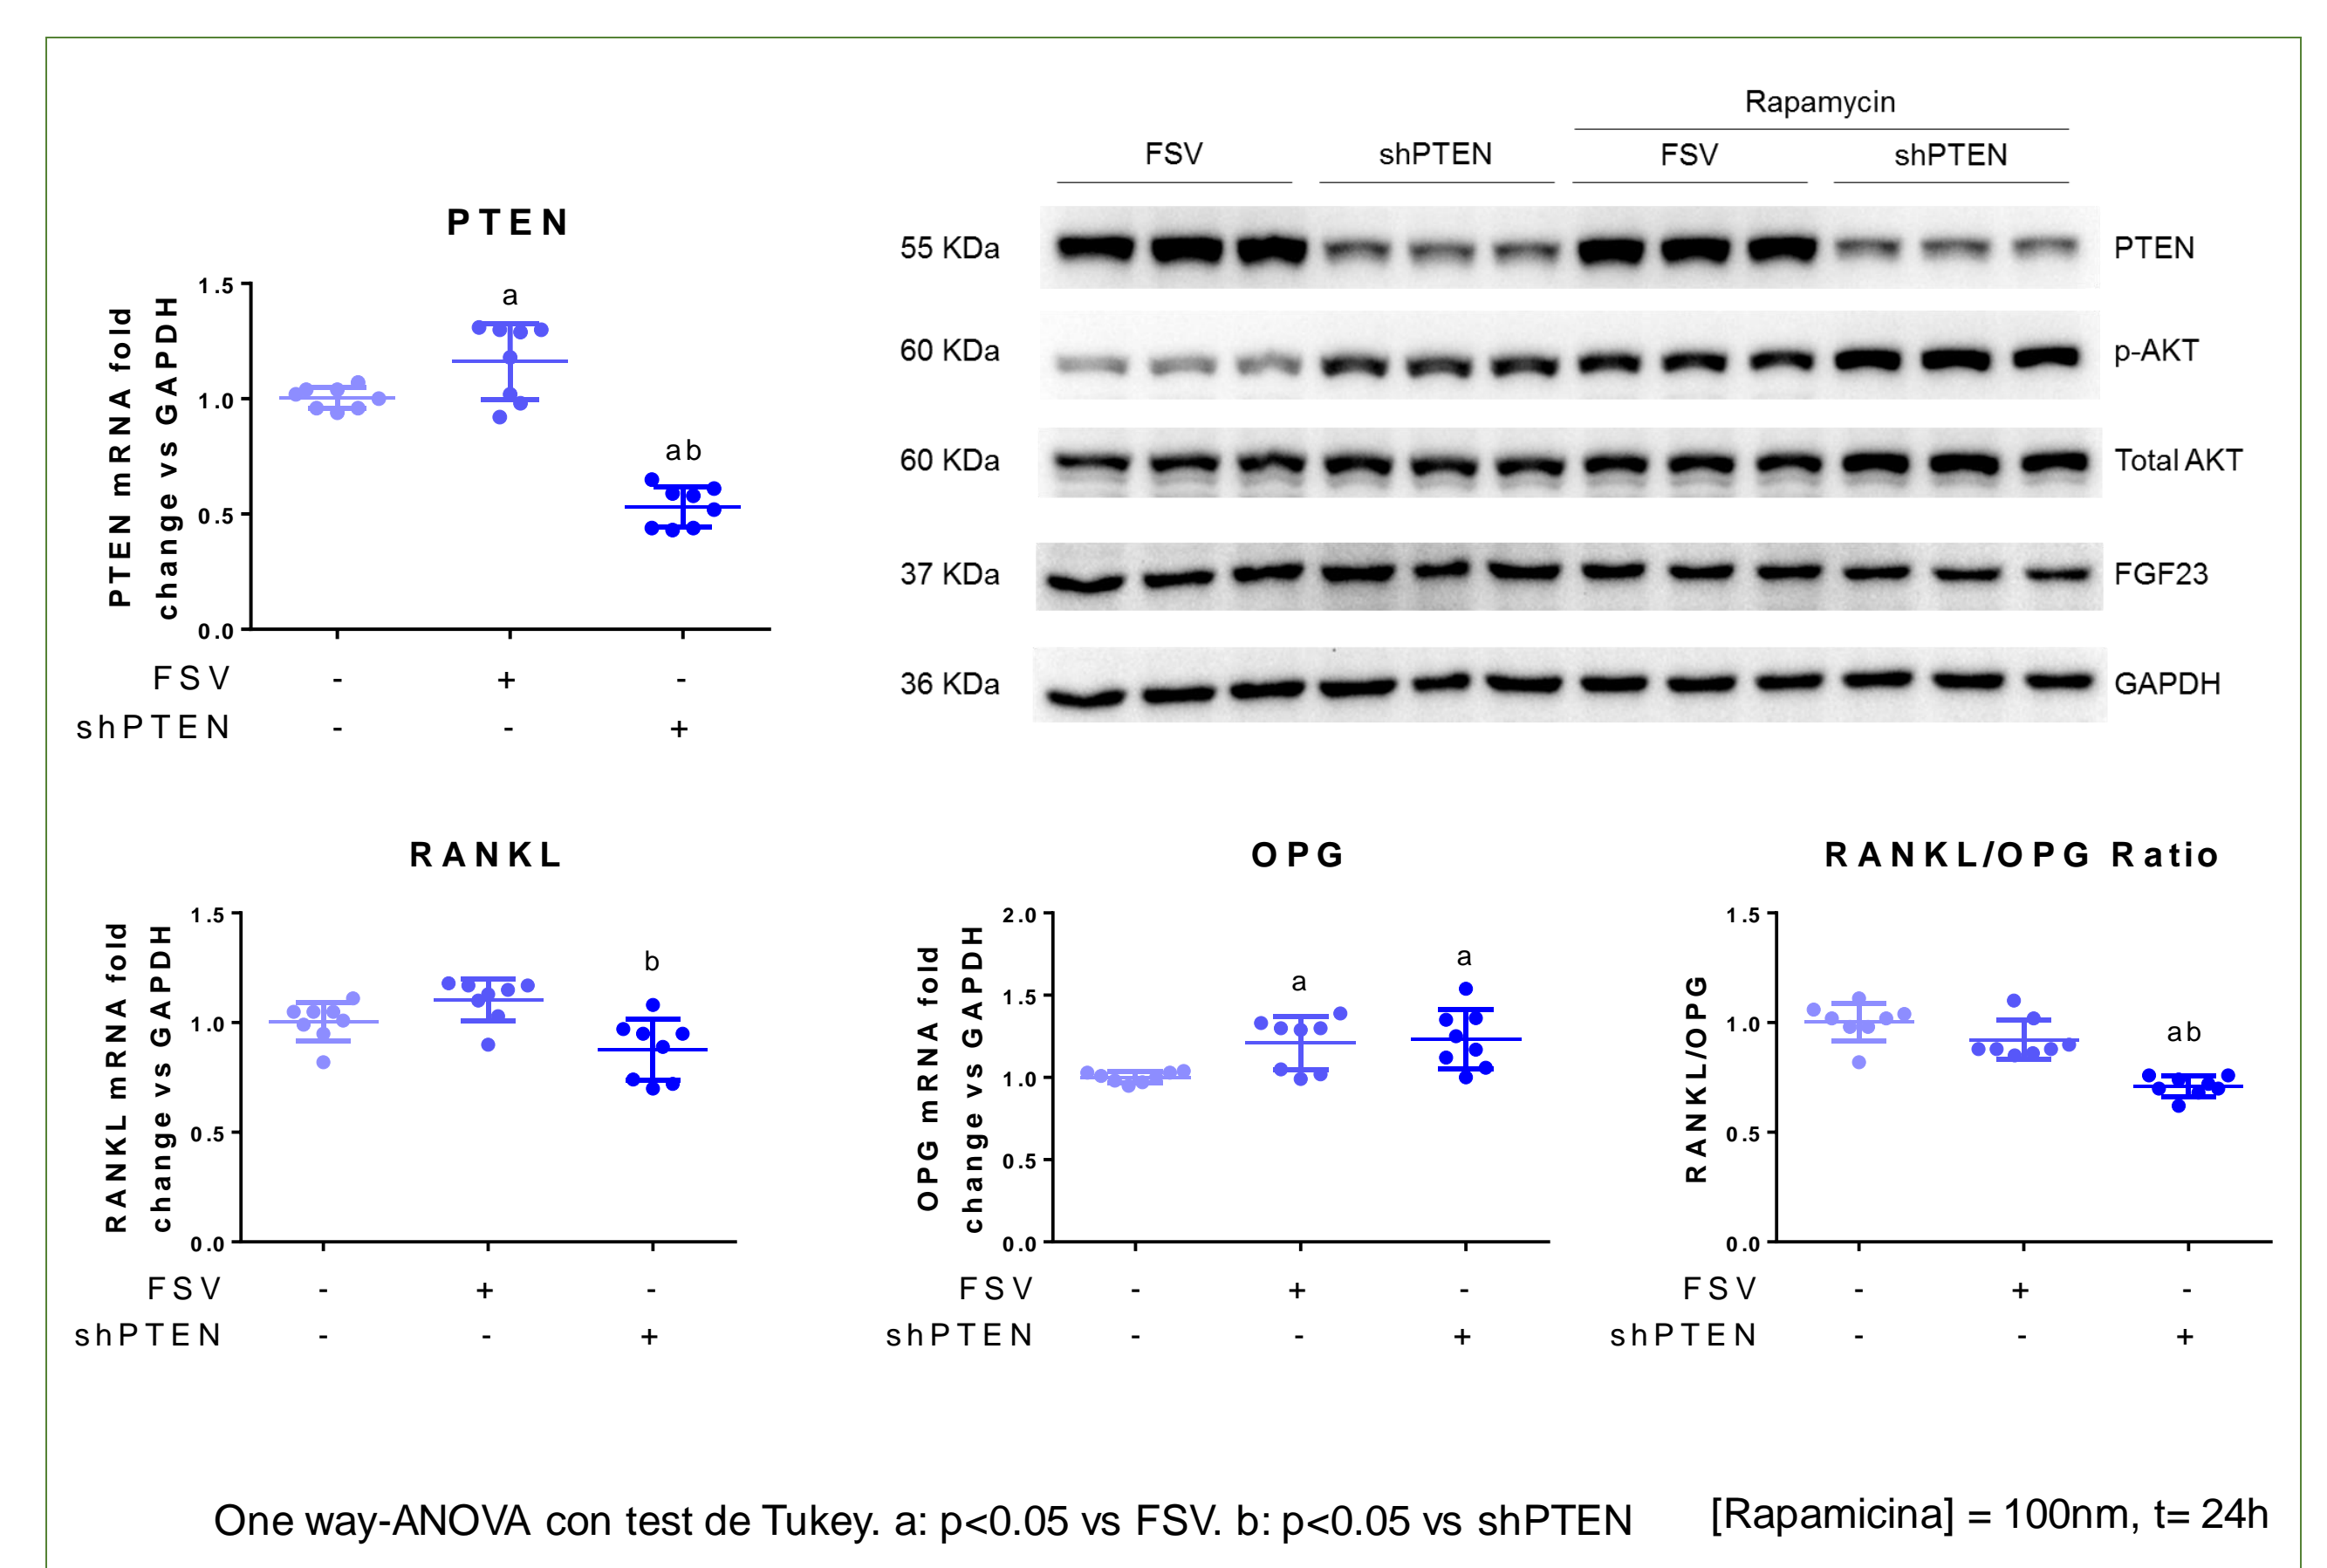 Rapamycin
FSV shPTEN FSV shPTEN
55 KDa PTEN
60 KDa p-AKT
60 KDa Total AKT
37 KDa FGF23
36 KDa GAPDH
PTEN
PTEN mRNA fold
change vs GAPDH
1.5
1.0
0.5
0.0
a
ab
FSV - + -
shPTEN - - +
RANKL
RANKL mRNA fold
change vs GAPDH
1.5
1.0
0.5
0.0
b
FSV - + -
shPTEN - - +
OPG
OPG mRNA fold
change vs GAPDH
2.0
1.5
1.0
0.5
0.0
a
a
FSV - + -
shPTEN - - +
RANKL/OPG Ratio
RANKL/OPG
1.5
1.0
0.5
0.0
ab
FSV - + -
shPTEN - - +
One way-ANOVA con test de Tukey. a: p<0.05 vs FSV. b: p<0.05 vs shPTEN
[Rapamicina] = 100nm, t= 24h